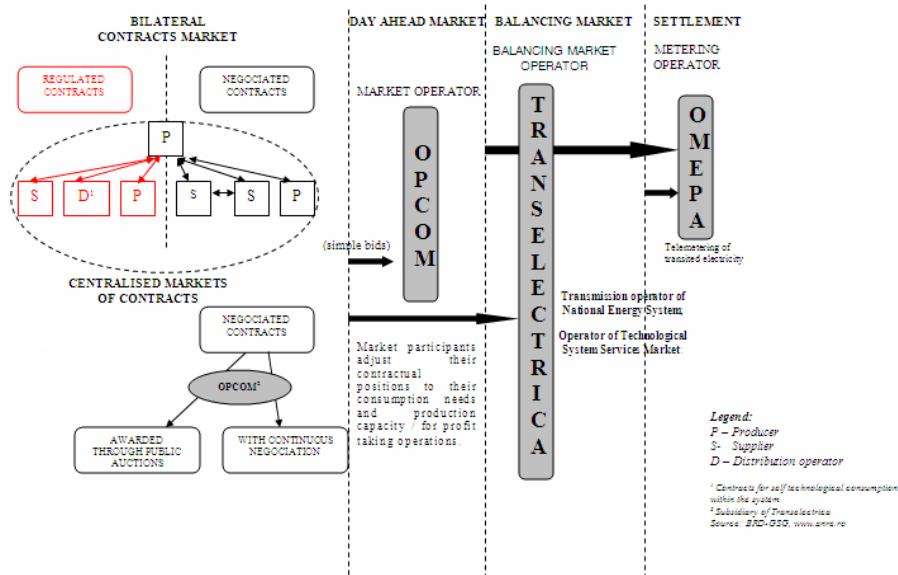 BILATERAL
CONTRACTS MARKET
REGULATED
CONTRACTS
NEGOCIATED
CONTRACTS
P
S
D¹
P
S
S
P
CENTRALISED MARKETS
OF CONTRACTS
NEGOCIATED
CONTRACTS
OPCOM²
AWARDED
THROUGH PUBLIC
AUCTIONS
WITH CONTINUOUS
NEGOCIATION
DAY AHEAD MARKET
MARKET OPERATOR
OPCOM
(simple bids)
Market participants
adjust their
contractual
positions to their
consumption needs
and production
capacity / for profit
taking operations.
BALANCING MARKET
BALANCING MARKET
OPERATOR
TRANSELECTRICA
Transmission operator of
National Energy System;
Operator of Technological
System Services Market;
SETTLEMENT
METERING
OPERATOR
OMEPA
Telemetering of
transited electricity
Legend:
P – Producer
S- Supplier
D – Distribution operator
¹ Contracts for self technological consumption
within the system
² Subsidiary of Transelectrica
Source: BRD-GSG, www.anre.ro